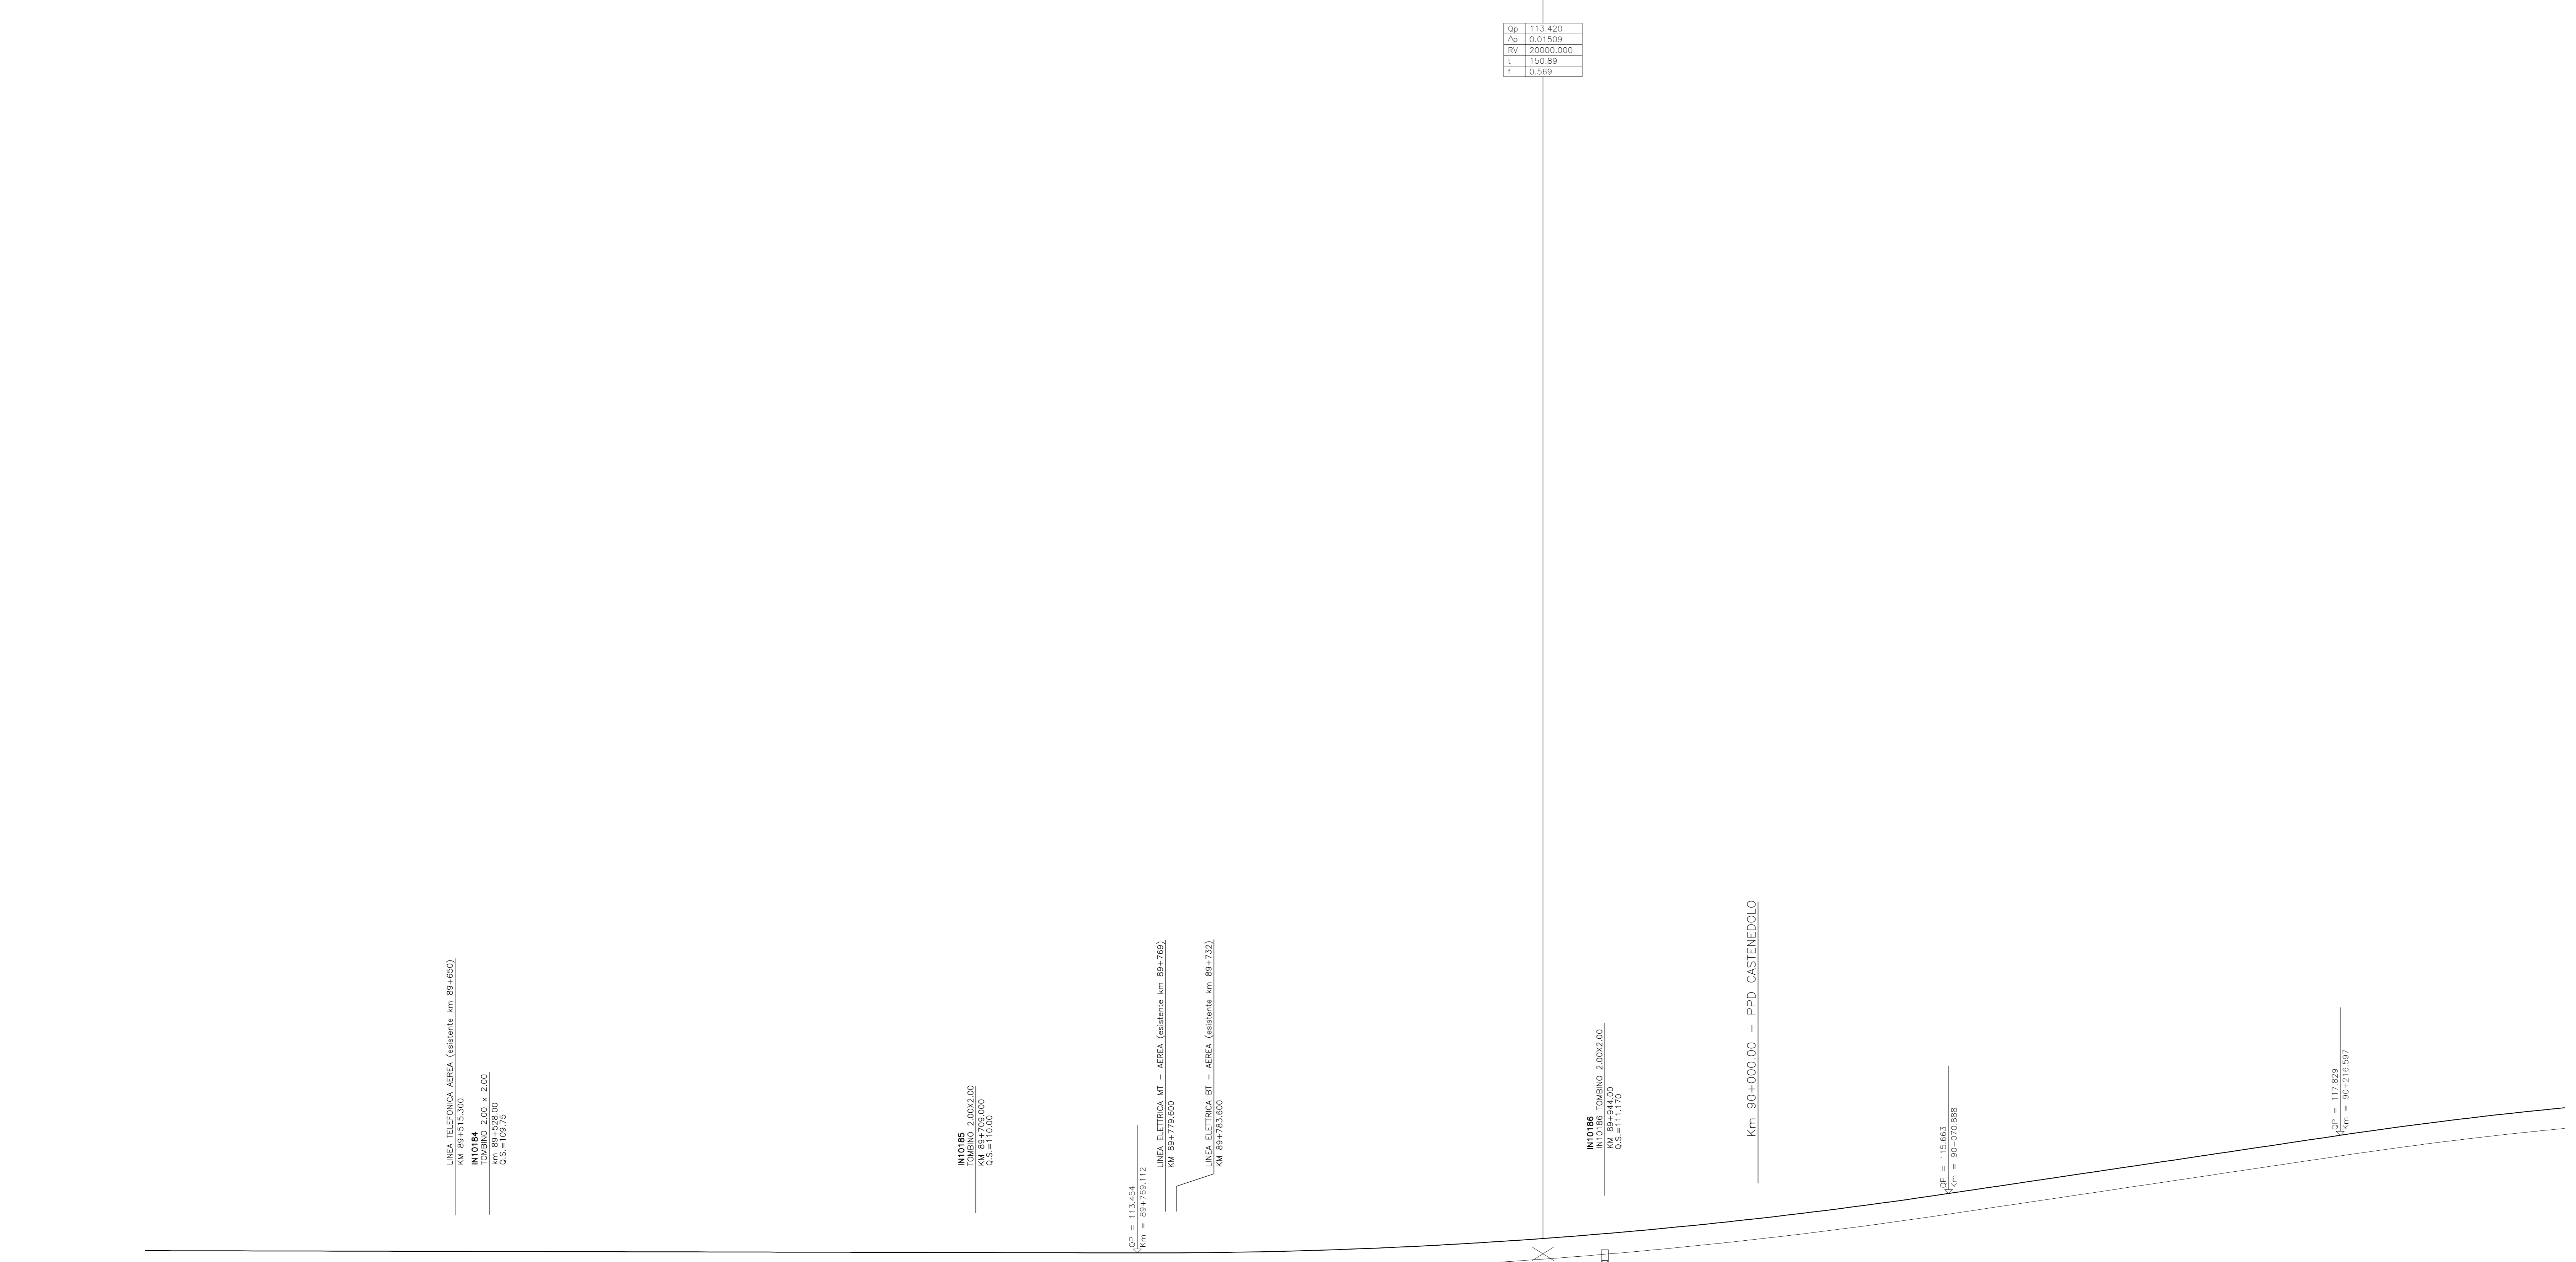 Qp 113.420
Δp 0.01509
RV 20000.000
t 150.89
f 0.569
LINEA TELEFONICA AEREA (esistente km 89+650)
KM 89+515.300
IN10184
TOMBINO 2.00 x 2.00
km 89+528.00
Q.S.=109.75
IN10185
TOMBINO 2.00X2.00
KM 89+709.000
Q.S.=110.00
QP = 113.454
Km = 89+769.112
LINEA ELETTRICA MT - AEREA (esistente km 89+769)
KM 89+779.600
LINEA ELETTRICA BT - AEREA (esistente km 89+732)
KM 89+783.600
IN10186
IN10186 TOMBINO 2.00X2.00
KM 89+944.00
Q.S.=111.170
Km 90+000.00 - PPD CASTENEDOLO
QP = 115.663
Km = 90+070.888
QP = 117.829
Km = 90+216.597